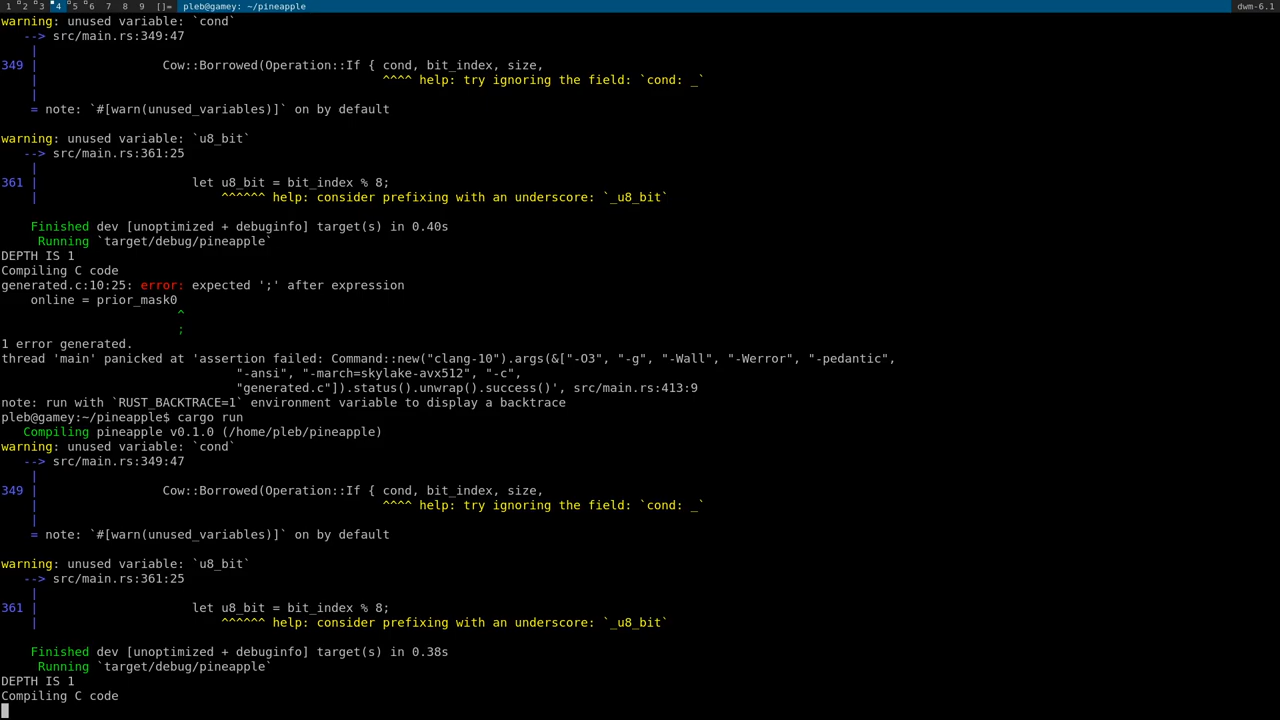 1 2 3 4 5 6 7 8 9 []= pleb@gamey: ~/pineapple dwm-6.1
warning: unused variable: `cond`
--> src/main.rs:349:47
|
349 | Cow::Borrowed(Operation::If { cond, bit_index, size,
| ^^^^ help: try ignoring the field: `cond: _`
|
= note: `#[warn(unused_variables)]` on by default
warning: unused variable: `u8_bit`
--> src/main.rs:361:25
|
361 | let u8_bit = bit_index % 8;
| ^^^^^^ help: consider prefixing with an underscore: `_u8_bit`
Finished dev [unoptimized + debuginfo] target(s) in 0.40s
Running `target/debug/pineapple`
DEPTH IS 1
Compiling C code
generated.c:10:25: error: expected ';' after expression
online = prior_mask0
^
;
1 error generated.
thread 'main' panicked at 'assertion failed: Command::new("clang-10").args(&["-O3", "-g", "-Wall", "-Werror", "-pedantic",
"-ansi", "-march=skylake-avx512", "-c",
"generated.c"]).status().unwrap().success()', src/main.rs:413:9
note: run with `RUST_BACKTRACE=1` environment variable to display a backtrace
pleb@gamey:~/pineapple$ cargo run
Compiling pineapple v0.1.0 (/home/pleb/pineapple)
warning: unused variable: `cond`
--> src/main.rs:349:47
|
349 | Cow::Borrowed(Operation::If { cond, bit_index, size,
| ^^^^ help: try ignoring the field: `cond: _`
|
= note: `#[warn(unused_variables)]` on by default
warning: unused variable: `u8_bit`
--> src/main.rs:361:25
|
361 | let u8_bit = bit_index % 8;
| ^^^^^^ help: consider prefixing with an underscore: `_u8_bit`
Finished dev [unoptimized + debuginfo] target(s) in 0.38s
Running `target/debug/pineapple`
DEPTH IS 1
Compiling C code